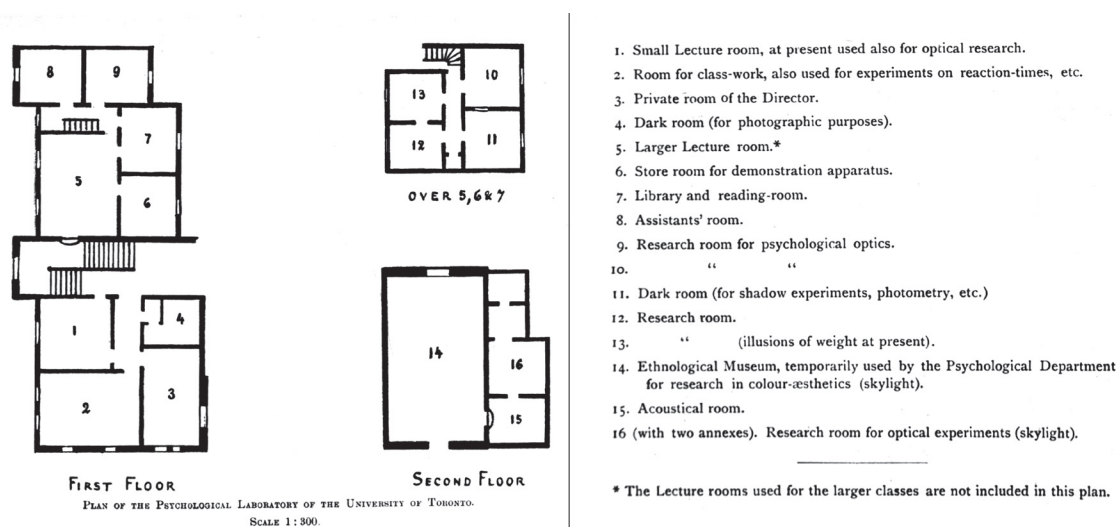 8
9
7
5
6
1
4
2
3
FIRST FLOOR
10
13
12
11
OVER 5, 6 & 7
14
16
15
SECOND FLOOR
PLAN OF THE PSYCHOLOGICAL LABORATORY OF THE UNIVERSITY OF TORONTO.
SCALE 1 : 300.
1. Small Lecture room, at present used also for optical research.
2. Room for class-work, also used for experiments on reaction-times, etc.
3. Private room of the Director.
4. Dark room (for photographic purposes).
5. Larger Lecture room.*
6. Store room for demonstration apparatus.
7. Library and reading-room.
8. Assistants' room.
9. Research room for psychological optics.
10. “ “
11. Dark room (for shadow experiments, photometry, etc.)
12. Research room.
13. “ (illusions of weight at present).
14. Ethnological Museum, temporarily used by the Psychological Department
for research in colour-æsthetics (skylight).
15. Acoustical room.
16 (with two annexes). Research room for optical experiments (skylight).
* The Lecture rooms used for the larger classes are not included in this plan.